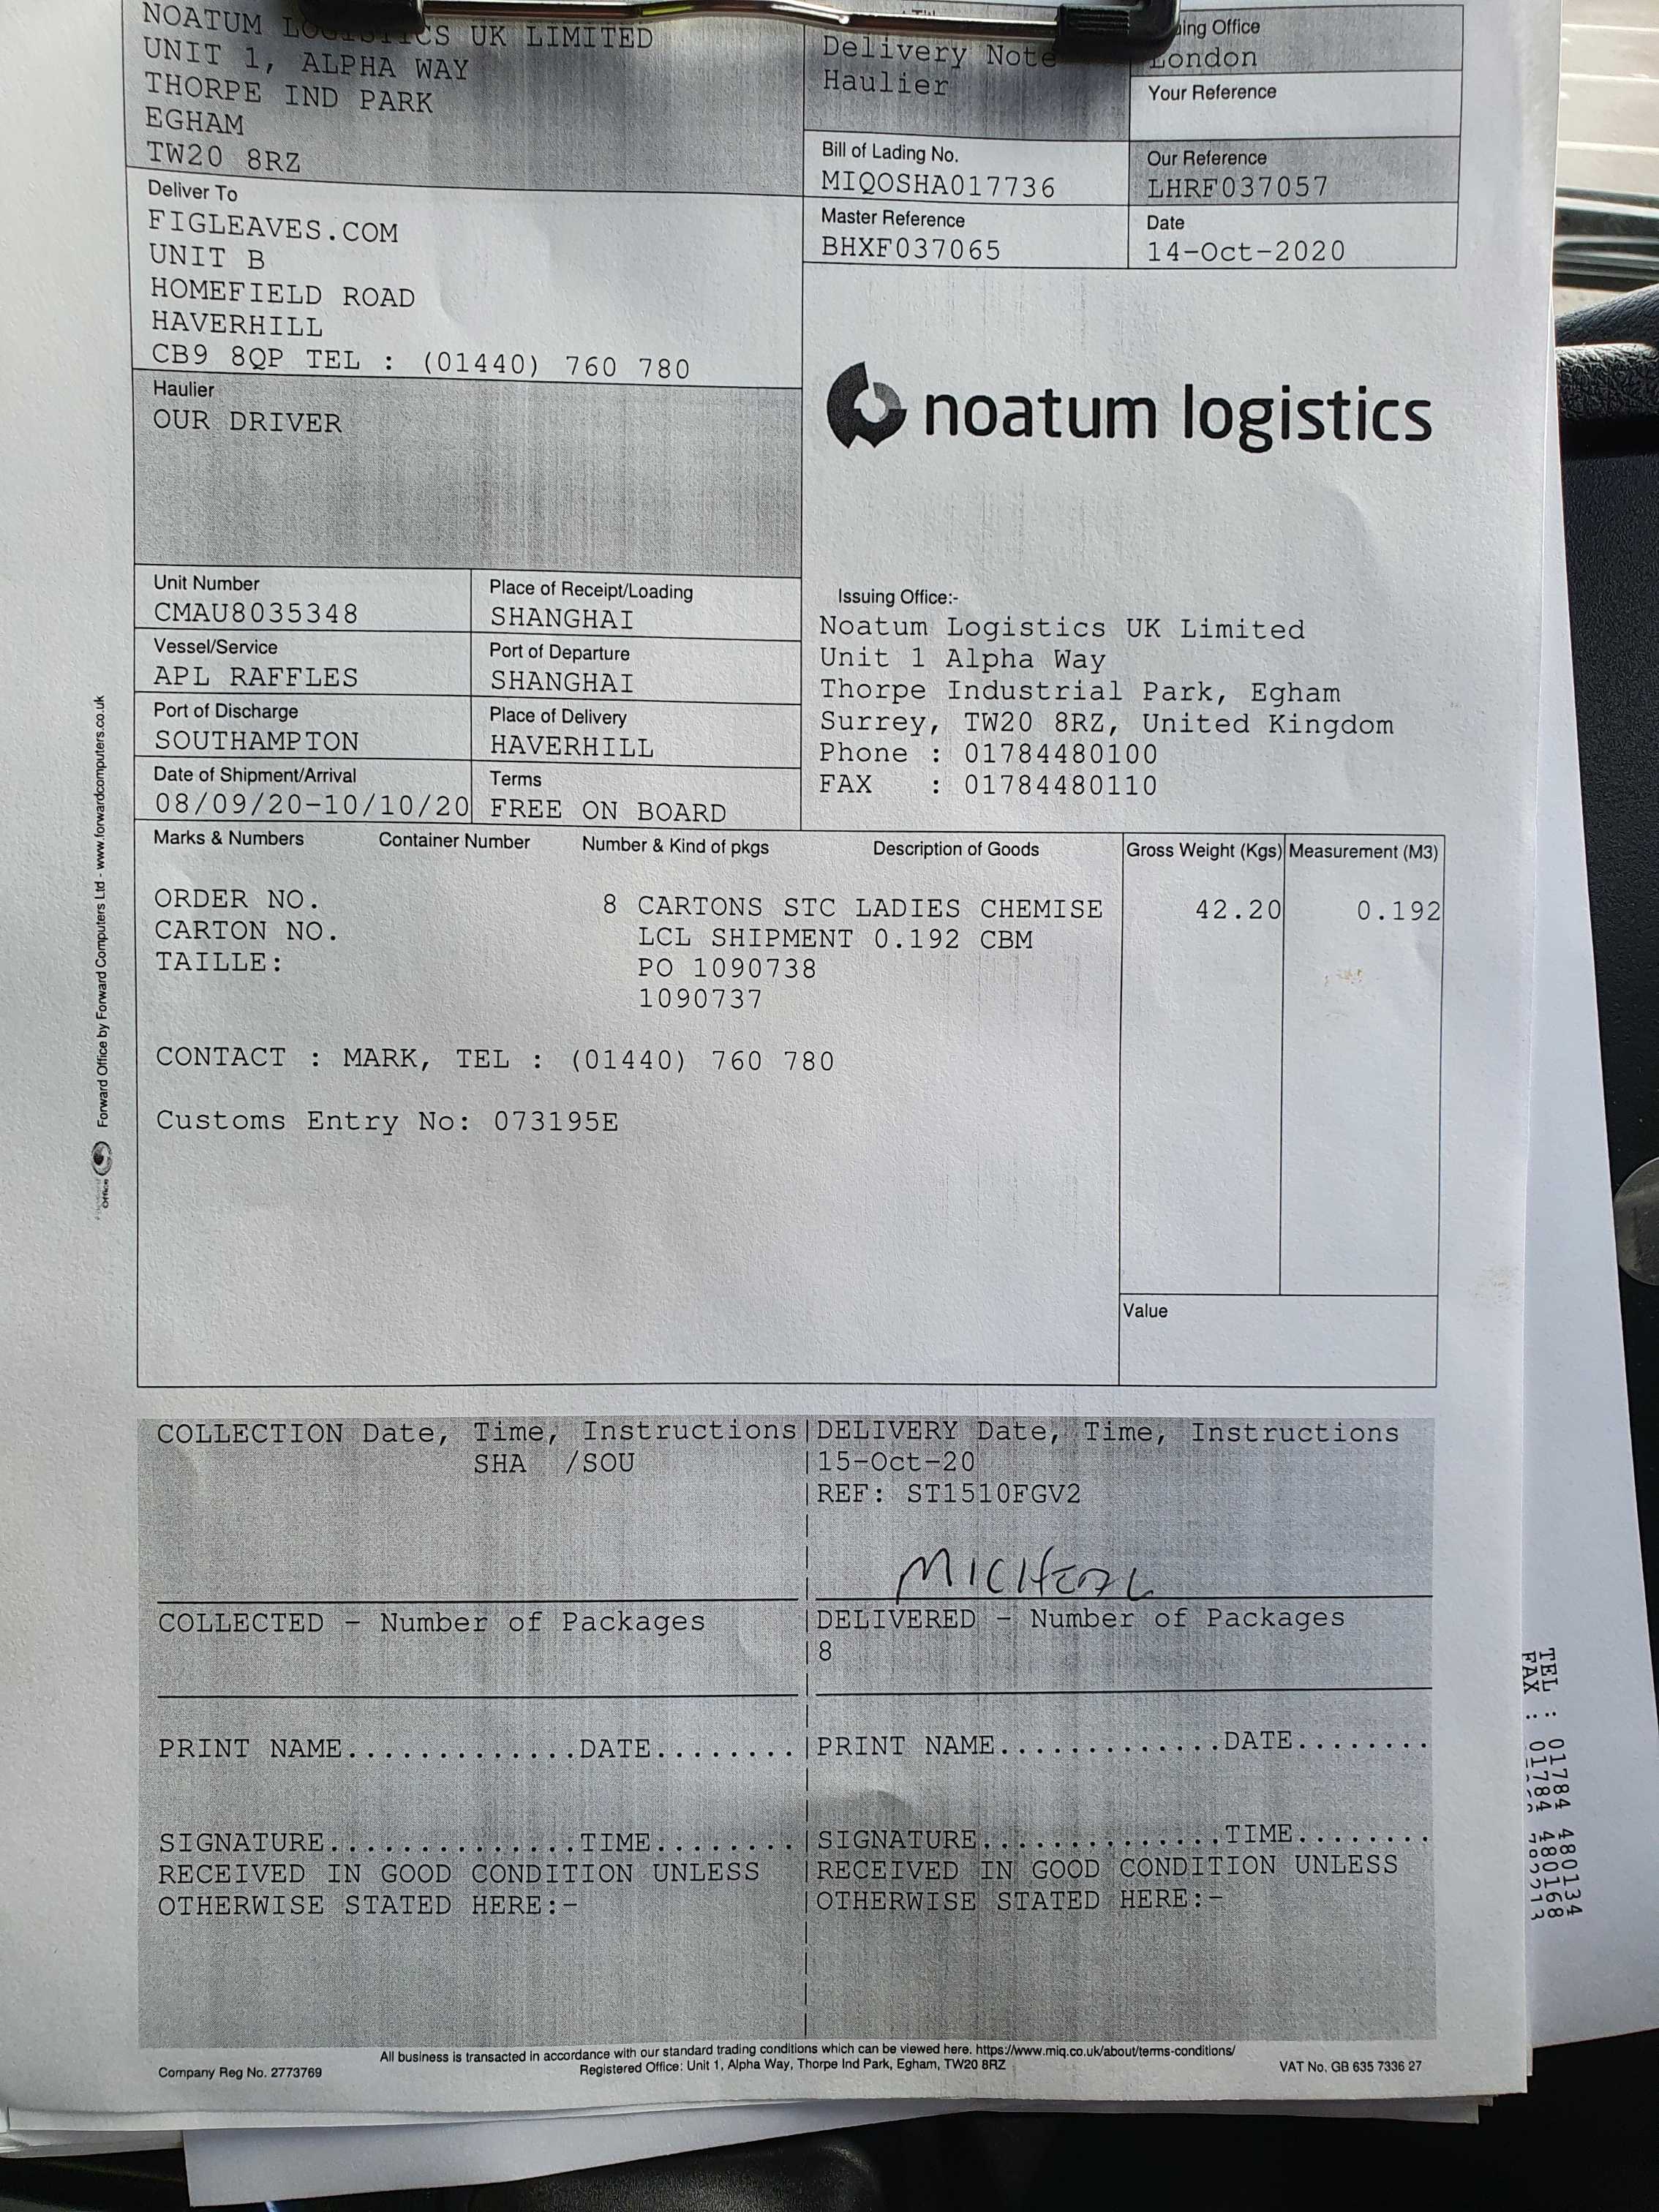 NOATUM LOGISTICS UK LIMITED
UNIT 1, ALPHA WAY
THORPE IND PARK
EGHAM
TW20 8RZ
Delivery Note
Haulier
London
Your Reference
Bill of Lading No.
MIQOSHA017736
Our Reference
LHRF037057
Master Reference
BHXF037065
Date
14-Oct-2020
Deliver To
FIGLEAVES.COM
UNIT B
HOMEFIELD ROAD
HAVERHILL
CB9 8QP TEL : (01440) 760 780
Haulier
OUR DRIVER
noatum logistics
Unit Number
CMAU8035348
Place of Receipt/Loading
SHANGHAI
Vessel/Service
APL RAFFLES
Port of Departure
SHANGHAI
Port of Discharge
SOUTHAMPTON
Place of Delivery
HAVERHILL
Date of Shipment/Arrival
08/09/20-10/10/20
Terms
FREE ON BOARD
Issuing Office:-
Noatum Logistics UK Limited
Unit 1 Alpha Way
Thorpe Industrial Park, Egham
Surrey, TW20 8RZ, United Kingdom
Phone : 01784480100
FAX : 01784480110
Marks & Numbers Container Number Number & Kind of pkgs Description of Goods Gross Weight (Kgs) Measurement (M3)
ORDER NO. 8 CARTONS STC LADIES CHEMISE 42.20 0.192
CARTON NO. LCL SHIPMENT 0.192 CBM
TAILLE: PO 1090738
1090737
CONTACT : MARK, TEL : (01440) 760 780
Customs Entry No: 073195E
Value
COLLECTION Date, Time, Instructions
SHA /SOU
DELIVERY Date, Time, Instructions
15-Oct-20
REF: ST1510FGV2
COLLECTED - Number of Packages
DELIVERED - Number of Packages
8
PRINT NAME.............DATE........
PRINT NAME.............DATE........
SIGNATURE..............TIME........
RECEIVED IN GOOD CONDITION UNLESS
OTHERWISE STATED HERE:-
SIGNATURE..............TIME........
RECEIVED IN GOOD CONDITION UNLESS
OTHERWISE STATED HERE:-
All business is transacted in accordance with our standard trading conditions which can be viewed here. https://www.miq.co.uk/about/terms-conditions/
Company Reg No. 2773769
Registered Office: Unit 1, Alpha Way, Thorpe Ind Park, Egham, TW20 8RZ
VAT No. GB 635 7336 27
Forward Office by Forward Computers Ltd - www.forwardcomputers.co.uk
TEL : 01784 480134
FAX : 01784 480168